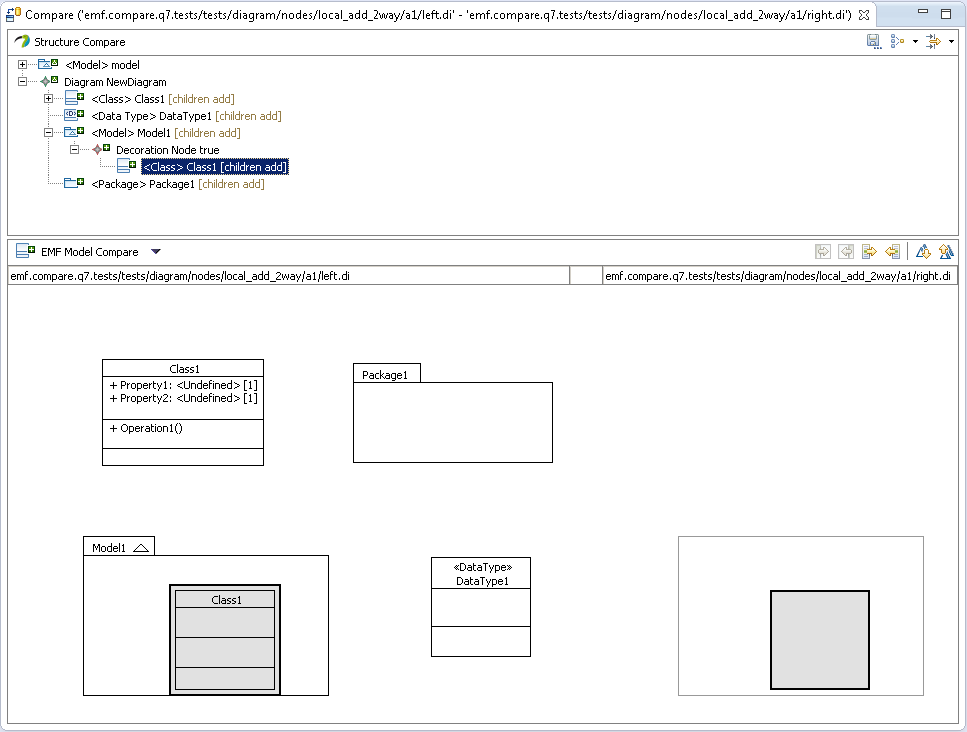 Compare ('emf.compare.q7.tests/tests/diagram/nodes/local_add_2way/a1/left.di' - 'emf.compare.q7.tests/tests/diagram/nodes/local_add_2way/a1/right.di')
Structure Compare
<Model> model
Diagram NewDiagram
<Class> Class1 [children add]
<Data Type> DataType1 [children add]
<Model> Model1 [children add]
Decoration Node true
<Class> Class1 [children add]
<Package> Package1 [children add]
EMF Model Compare
emf.compare.q7.tests/tests/diagram/nodes/local_add_2way/a1/left.di
emf.compare.q7.tests/tests/diagram/nodes/local_add_2way/a1/right.di
Class1
+ Property1: <Undefined> [1]
+ Property2: <Undefined> [1]
+ Operation1()
Package1
Model1
Class1
«DataType»
DataType1